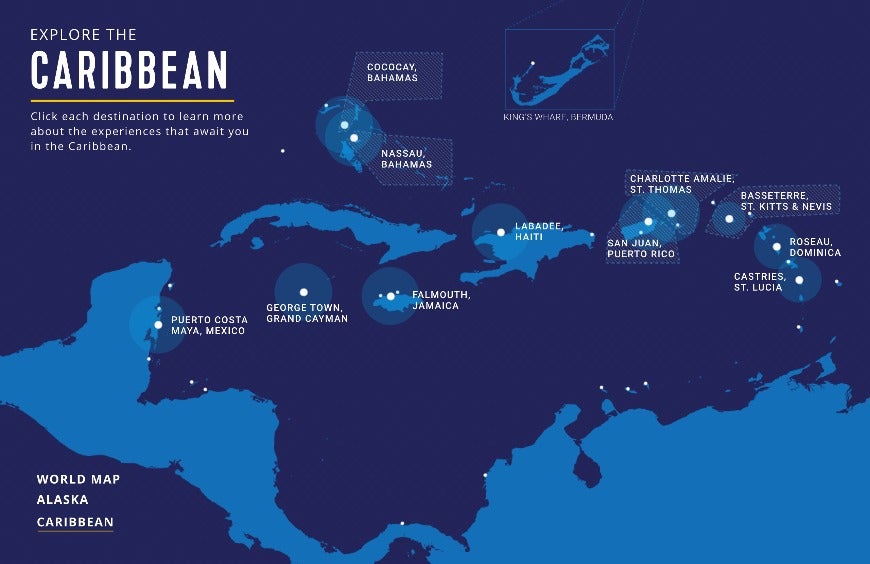 EXPLORE THE
CARIBBEAN
Click each destination to learn more
about the experiences that await you
in the Caribbean.
COCOCAY,
BAHAMAS
NASSAU,
BAHAMAS
KING'S WHARF, BERMUDA
CHARLOTTE AMALIE,
ST. THOMAS
BASSETERRE,
ST. KITTS & NEVIS
LABADEE,
HAITI
SAN JUAN,
PUERTO RICO
ROSEAU,
DOMINICA
CASTRIES,
ST. LUCIA
FALMOUTH,
JAMAICA
GEORGE TOWN,
GRAND CAYMAN
PUERTO COSTA
MAYA, MEXICO
WORLD MAP
ALASKA
CARIBBEAN